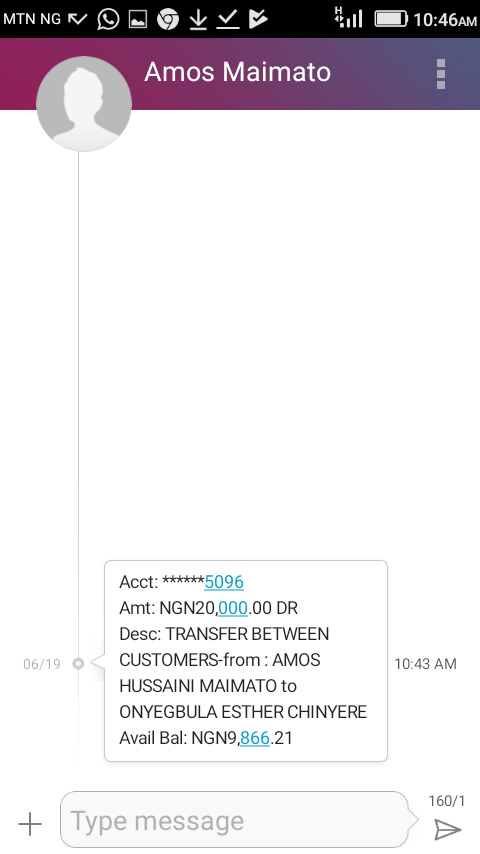 MTN NG
H
10:46AM
Amos Maimato
Acct: ******5096
Amt: NGN20,000.00 DR
Desc: TRANSFER BETWEEN
CUSTOMERS-from : AMOS
HUSSAINI MAIMATO to
ONYEGBULA ESTHER CHINYERE
Avail Bal: NGN9,866.21
06/19
10:43 AM
Type message
160/1